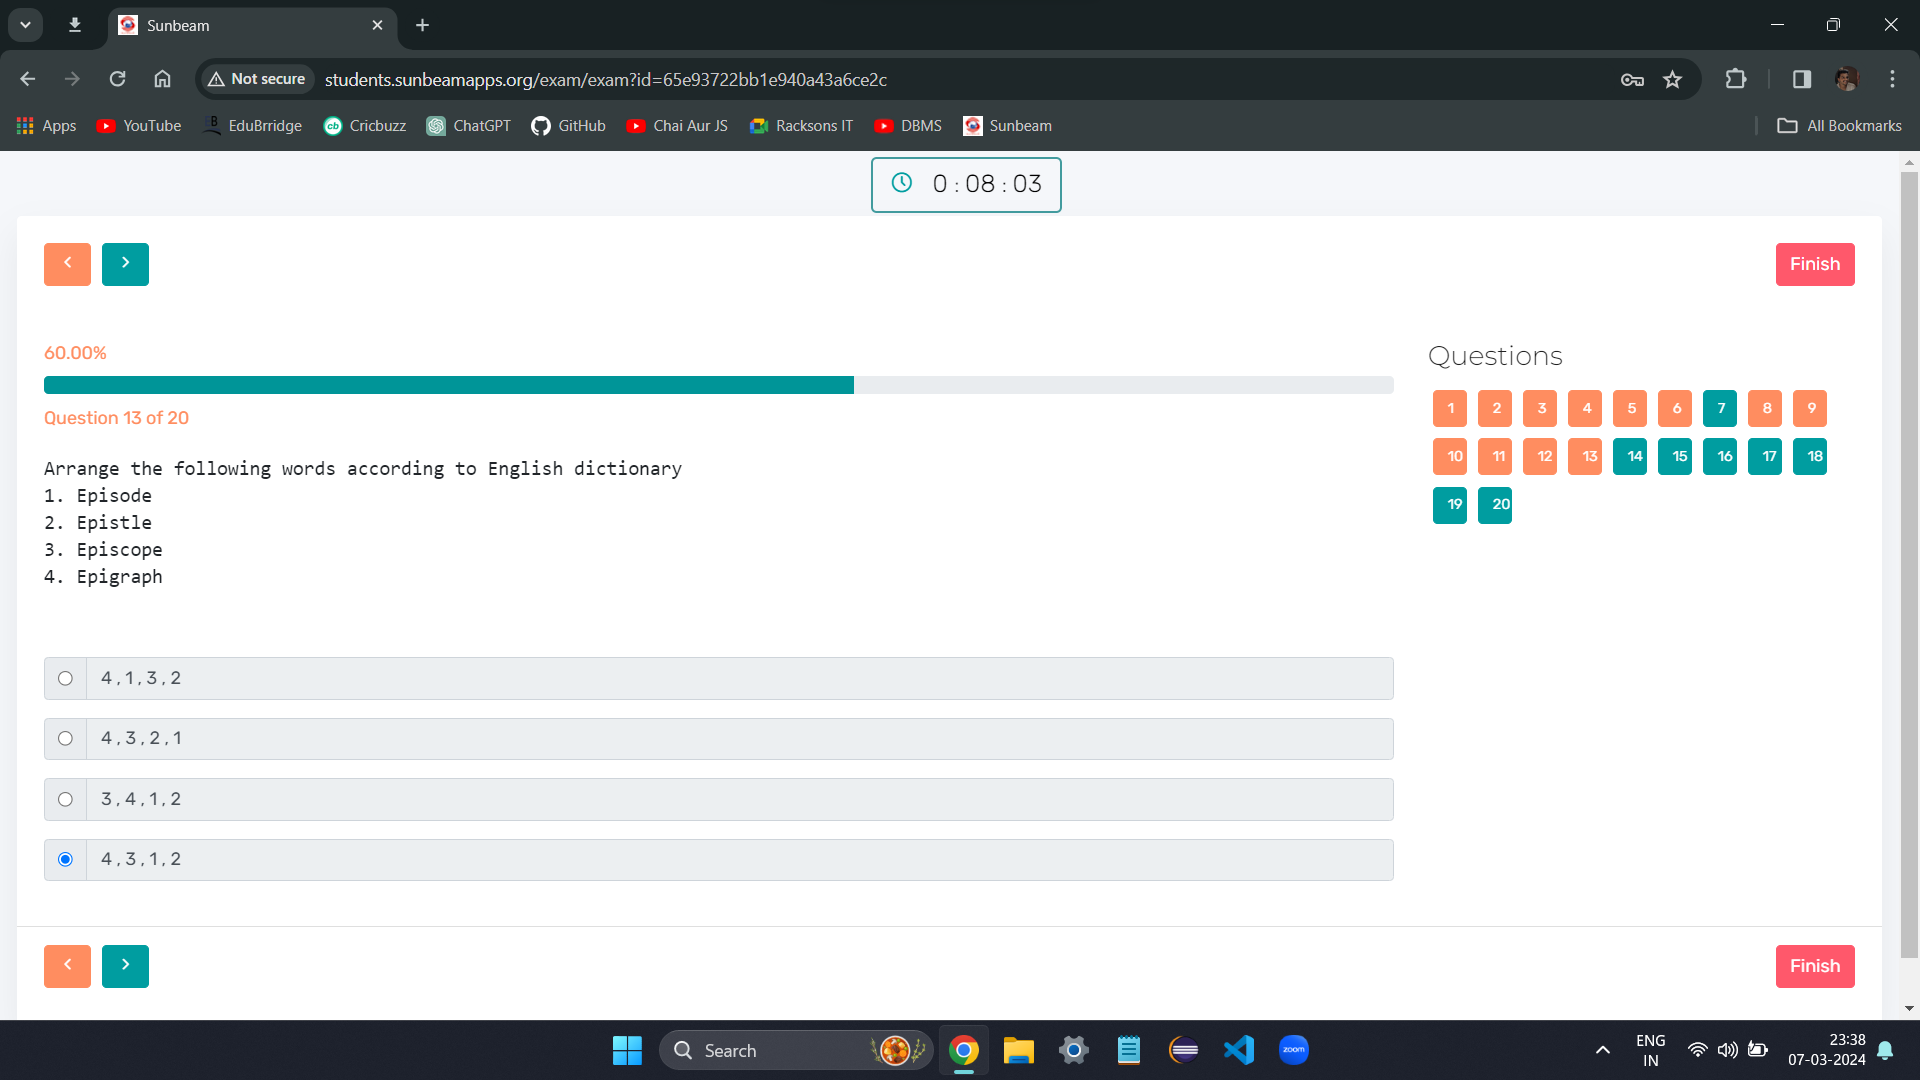 Sunbeam
Not secure
students.sunbeamapps.org/exam/exam?id=65e93722bb1e940a43a6ce2c
Apps
YouTube
B
EduBrridge
cb
Cricbuzz
ChatGPT
GitHub
Chai Aur JS
Racksons IT
DBMS
Sunbeam
All Bookmarks
0 : 08 : 03
Finish
60.00%
Question 13 of 20
Arrange the following words according to English dictionary
1. Episode
2. Epistle
3. Episcope
4. Epigraph
4,1,3,2
4,3,2,1
3,4,1,2
4,3,1,2
Questions
1 2 3 4 5 6 7 8 9
10 11 12 13 14 15 16 17 18
19 20
Finish
Search
zoom
ENG
IN
23:38
07-03-2024